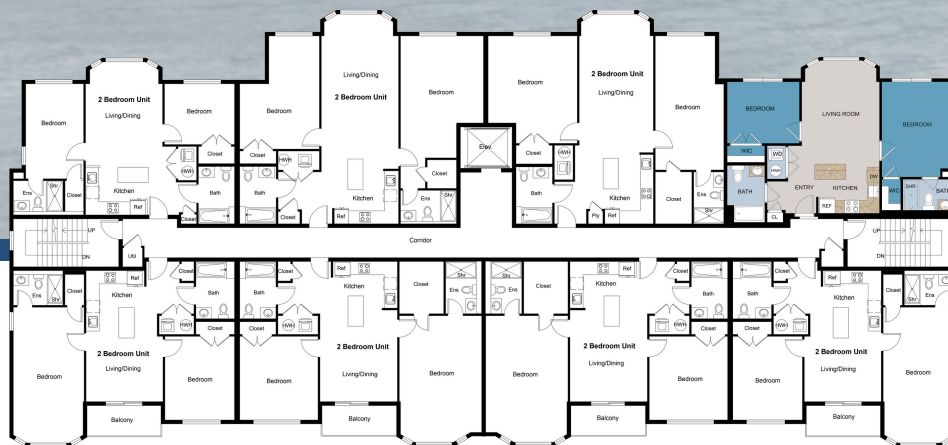 2 Bedroom Unit
Living/Dining
Bedroom
Bedroom
Closet
HWH
Bath
Ens
Shr
Closet
Kitchen
Ref
Closet
Living/Dining
2 Bedroom Unit
Bedroom
Bedroom
Closet
HWH
Bath
Closet
Kitchen
Ref
Closet
Ens
Shr
Elev.
2 Bedroom Unit
Living/Dining
Bedroom
Bedroom
Closet
HWH
Bath
Kitchen
Pty
Ref
Closet
Ens
Shr
BEDROOM
LIVING ROOM
BEDROOM
WIC
WD
HWH
BATH
ENTRY
KITCHEN
DW
WIC
SHR
BATH
REF
CL
UP
DN
Util
Corridor
UP
DN
Ens
Shr
Closet
Ref
Kitchen
Closet
Bath
HWH
Closet
2 Bedroom Unit
Living/Dining
Bedroom
Bedroom
Balcony
Closet
Bath
HWH
Closet
Ref
Kitchen
Closet
Shr
Ens
2 Bedroom Unit
Living/Dining
Bedroom
Bedroom
Balcony
Shr
Ens
Closet
Ref
Kitchen
Closet
Bath
HWH
Closet
2 Bedroom Unit
Living/Dining
Bedroom
Bedroom
Balcony
Closet
Bath
HWH
Closet
Ref
Kitchen
Closet
Shr
Ens
2 Bedroom Unit
Living/Dining
Bedroom
Bedroom
Balcony